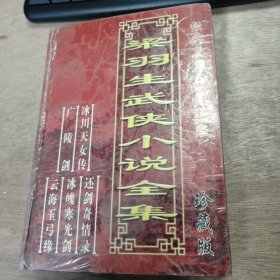 梁羽生武侠小说全集
珍藏版
还剑奇情录
冰魄寒光剑
云海玉弓缘
冰川天女传
广陵剑